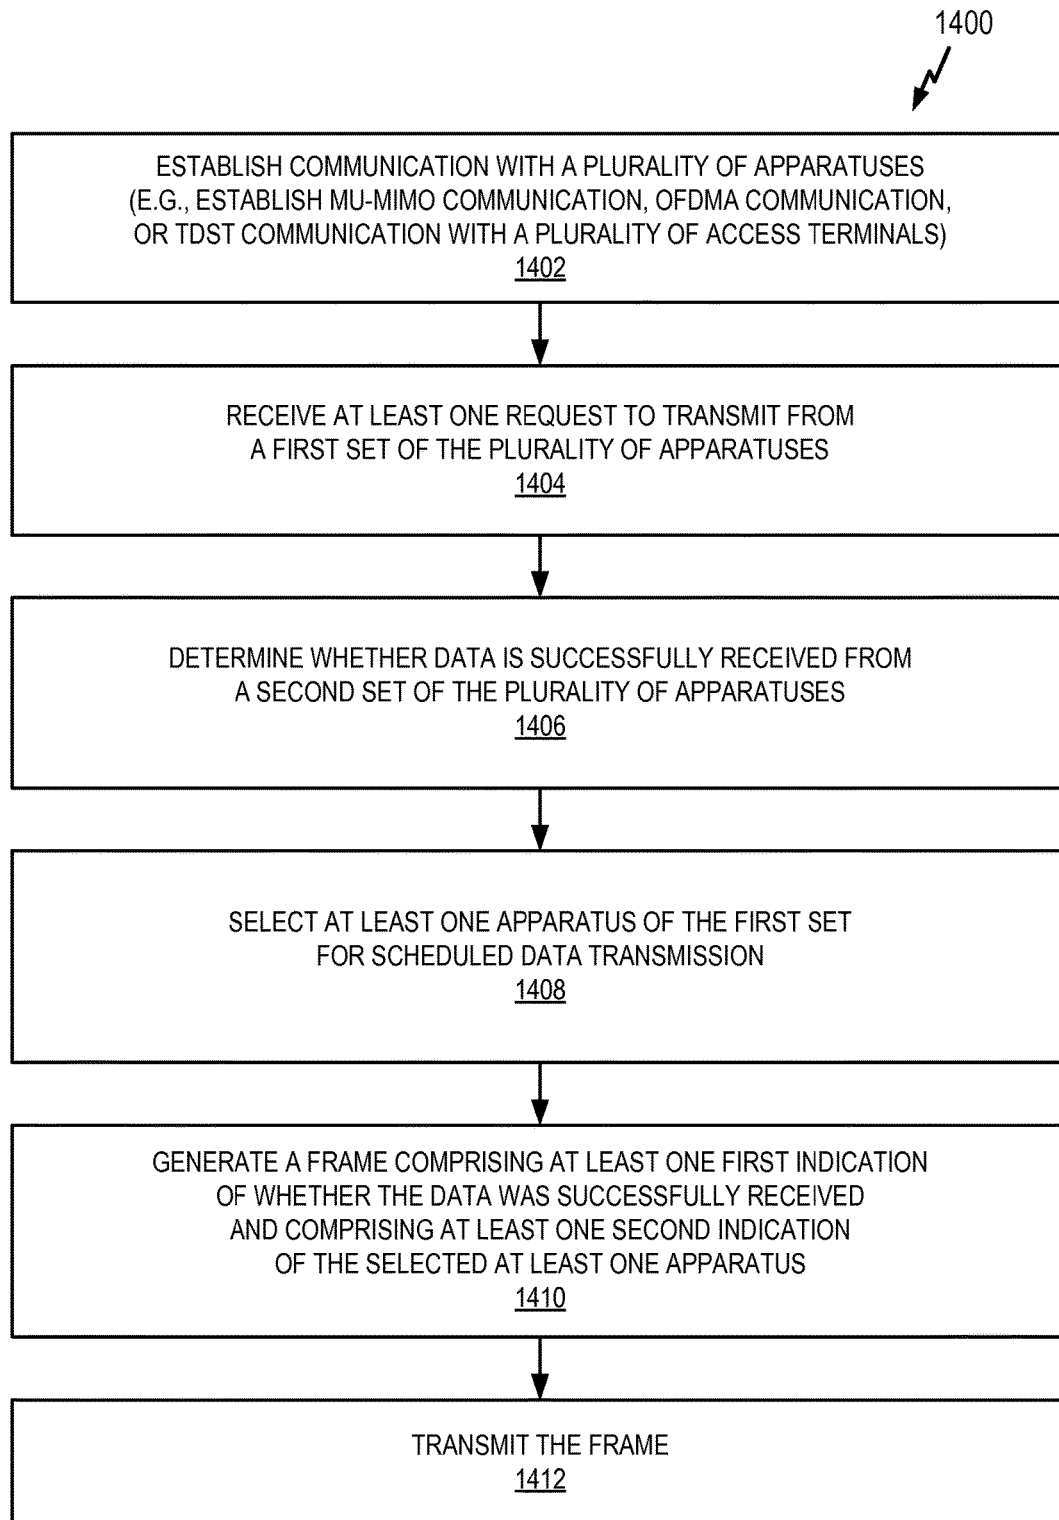 1400
ESTABLISH COMMUNICATION WITH A PLURALITY OF APPARATUSES
(E.G., ESTABLISH MU-MIMO COMMUNICATION, OFDMA COMMUNICATION,
OR TDST COMMUNICATION WITH A PLURALITY OF ACCESS TERMINALS)
1402
RECEIVE AT LEAST ONE REQUEST TO TRANSMIT FROM
A FIRST SET OF THE PLURALITY OF APPARATUSES
1404
DETERMINE WHETHER DATA IS SUCCESSFULLY RECEIVED FROM
A SECOND SET OF THE PLURALITY OF APPARATUSES
1406
SELECT AT LEAST ONE APPARATUS OF THE FIRST SET
FOR SCHEDULED DATA TRANSMISSION
1408
GENERATE A FRAME COMPRISING AT LEAST ONE FIRST INDICATION
OF WHETHER THE DATA WAS SUCCESSFULLY RECEIVED
AND COMPRISING AT LEAST ONE SECOND INDICATION
OF THE SELECTED AT LEAST ONE APPARATUS
1410
TRANSMIT THE FRAME
1412